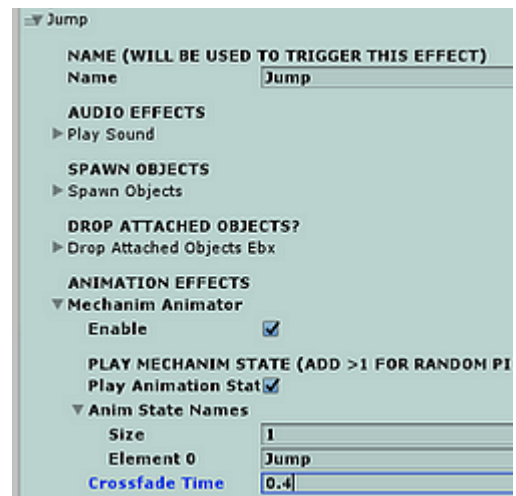 Jump
NAME (WILL BE USED TO TRIGGER THIS EFFECT)
Name Jump
AUDIO EFFECTS
Play Sound
SPAWN OBJECTS
Spawn Objects
DROP ATTACHED OBJECTS?
Drop Attached Objects Ebx
ANIMATION EFFECTS
Mechanim Animator
Enable
PLAY MECHANIM STATE (ADD >1 FOR RANDOM PI
Play Animation Stat
Anim State Names
Size 1
Element 0 Jump
Crossfade Time 0.4